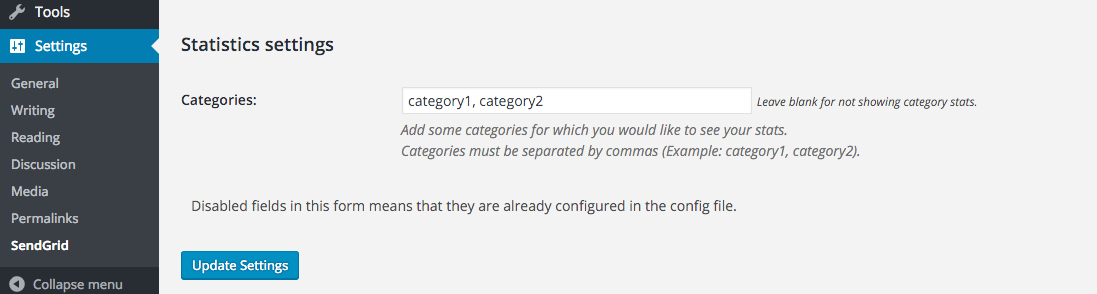 Tools
Settings
General
Writing
Reading
Discussion
Media
Permalinks
SendGrid
Collapse menu
Statistics settings
Categories:
category1, category2
Leave blank for not showing category stats.
Add some categories for which you would like to see your stats.
Categories must be separated by commas (Example: category1, category2).
Disabled fields in this form means that they are already configured in the config file.
Update Settings